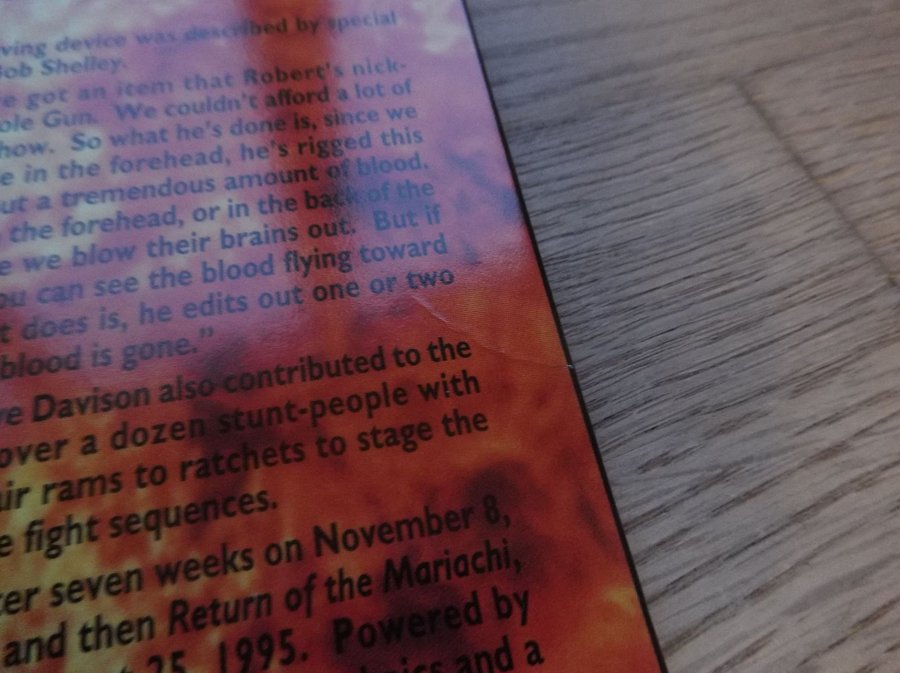 ving device was described by special
Bob Shelley.
e got an item that Robert's nick-
ole Gun. We couldn't afford a lot of
how. So what he's done is, since we
e in the forehead, he's rigged this
ut a tremendous amount of blood.
the forehead, or in the back of the
e we blow their brains out. But if
ou can see the blood flying toward
t does is, he edits out one or two
blood is gone."
ve Davison also contributed to the
over a dozen stunt-people with
ir rams to ratchets to stage the
e fight sequences.
ter seven weeks on November 8,
and then Return of the Mariachi,
25, 1995. Powered by
and a